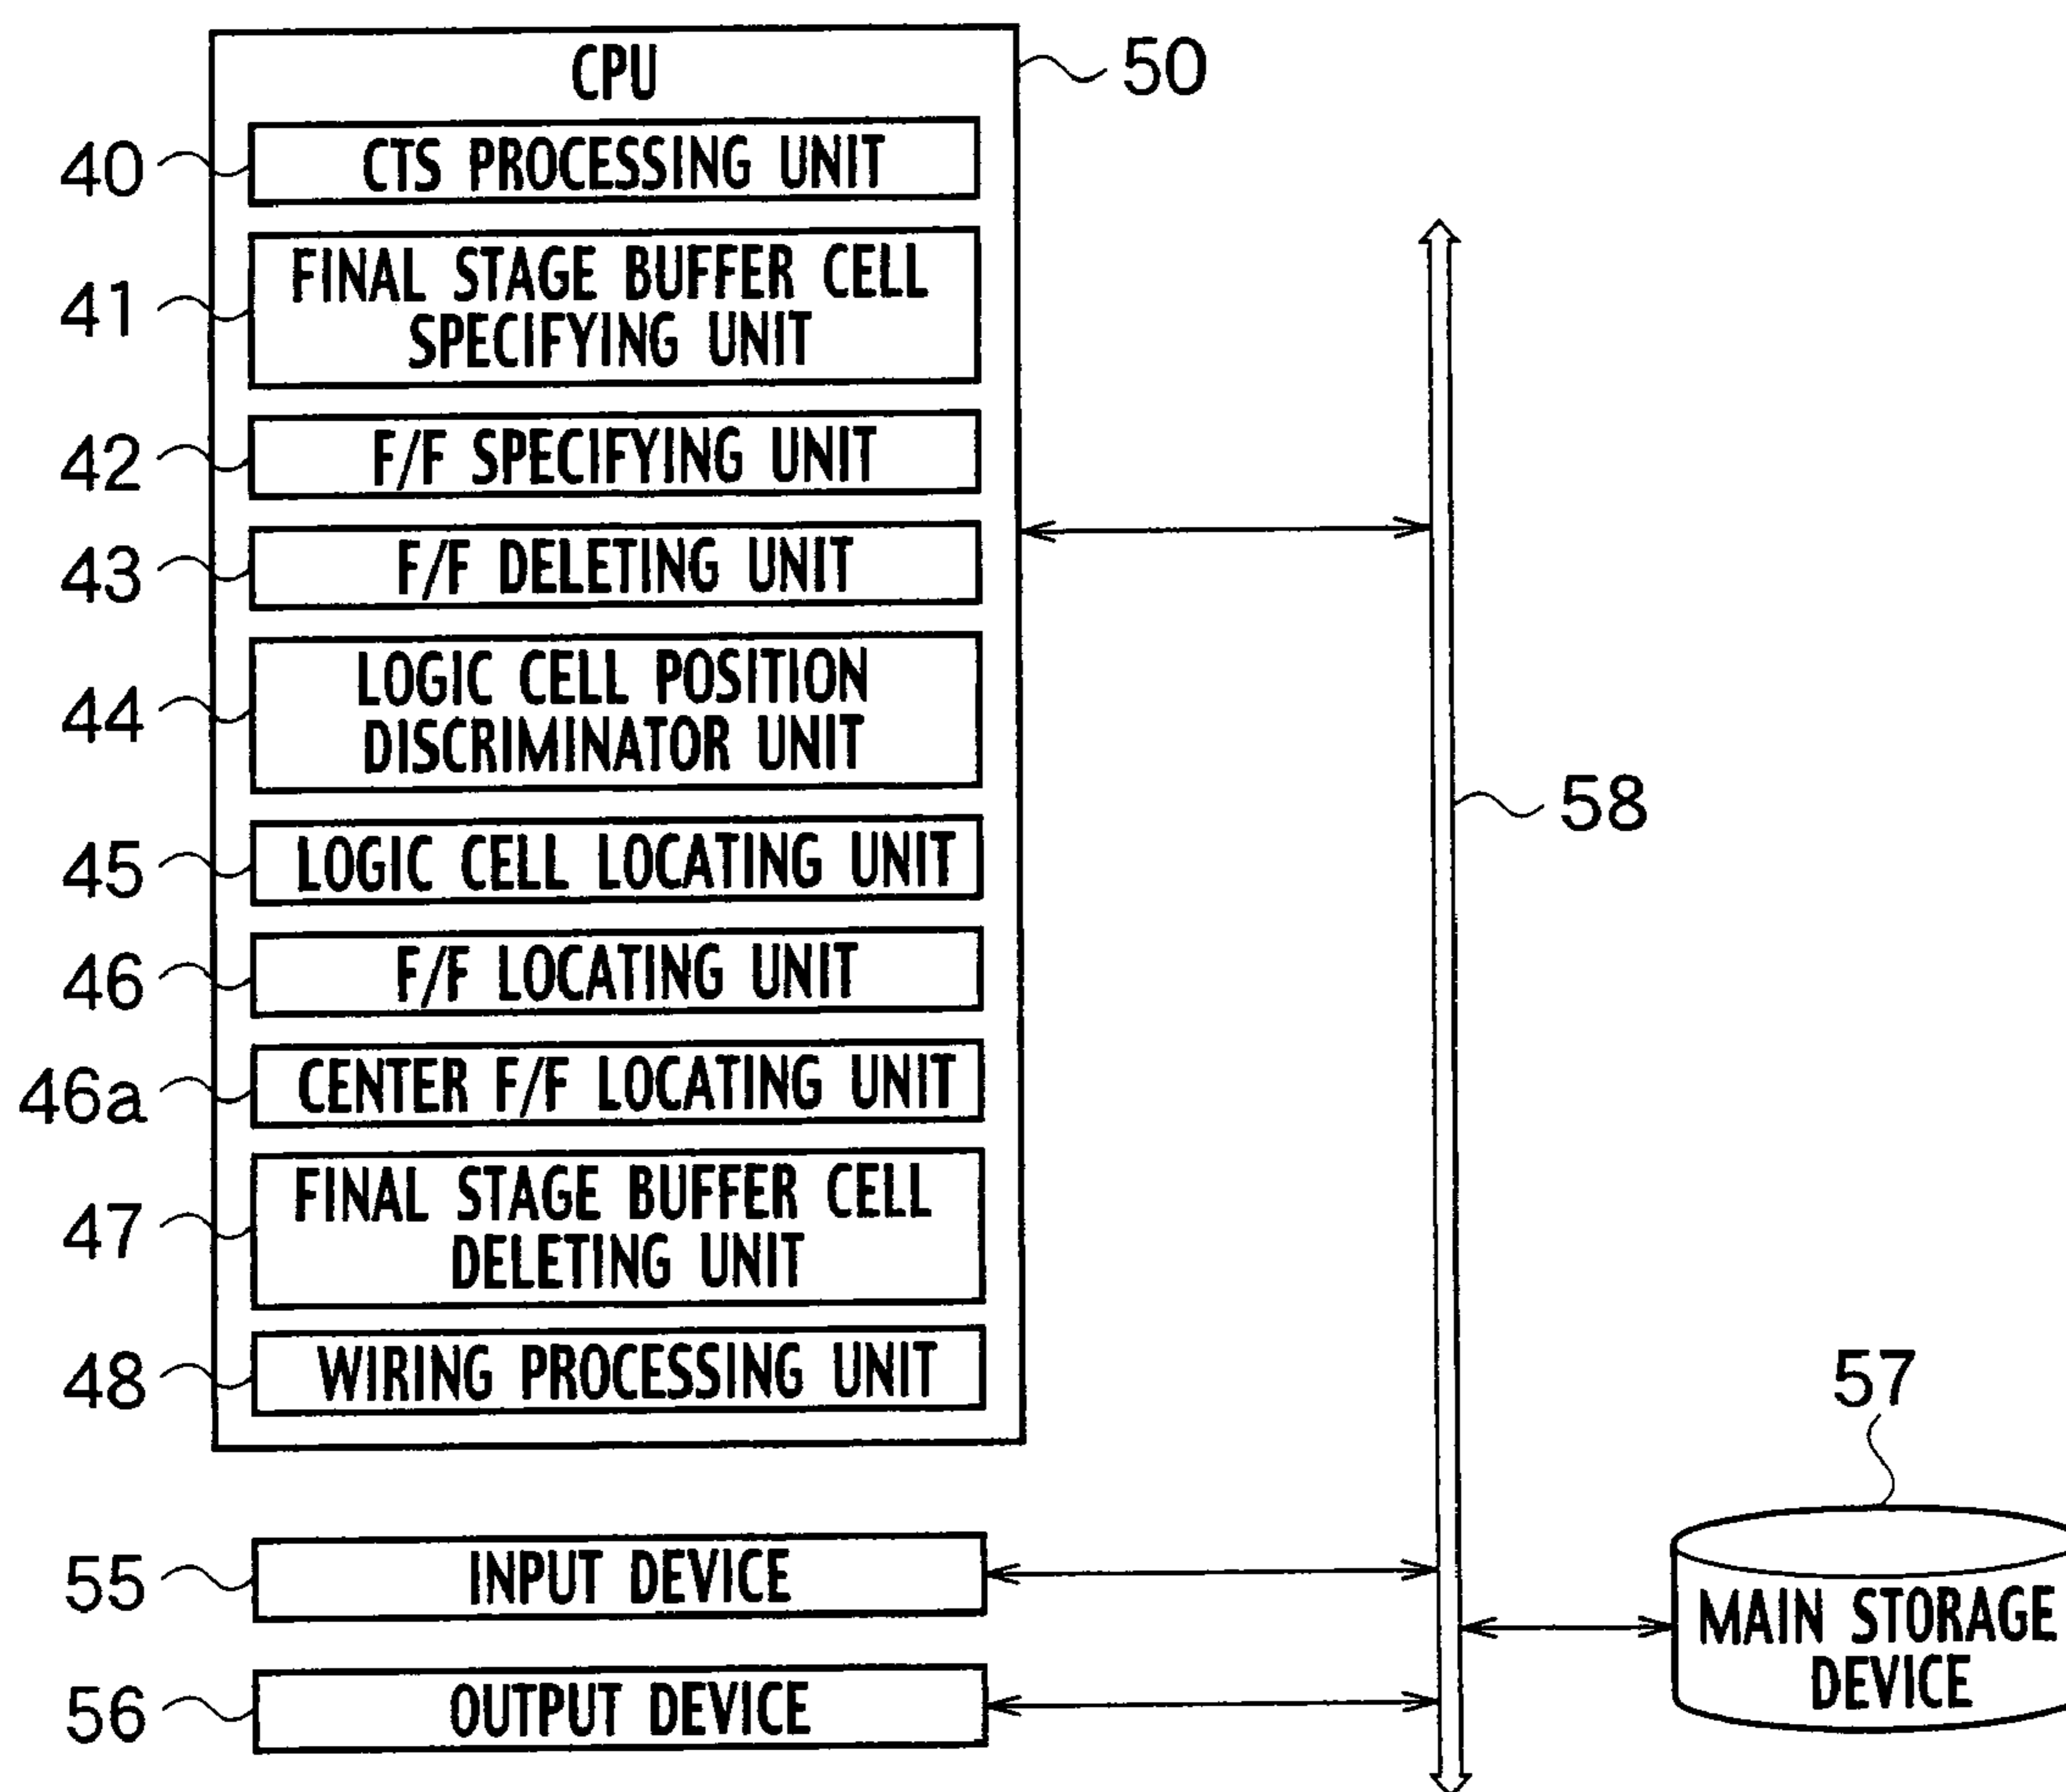 CPU
50
40
CTS PROCESSING UNIT
41
FINAL STAGE BUFFER CELL
SPECIFYING UNIT
42
F/F SPECIFYING UNIT
43
F/F DELETING UNIT
44
LOGIC CELL POSITION
DISCRIMINATOR UNIT
58
45
LOGIC CELL LOCATING UNIT
46
F/F LOCATING UNIT
46a
CENTER F/F LOCATING UNIT
47
FINAL STAGE BUFFER CELL
DELETING UNIT
48
WIRING PROCESSING UNIT
57
55
INPUT DEVICE
MAIN STORAGE
DEVICE
56
OUTPUT DEVICE